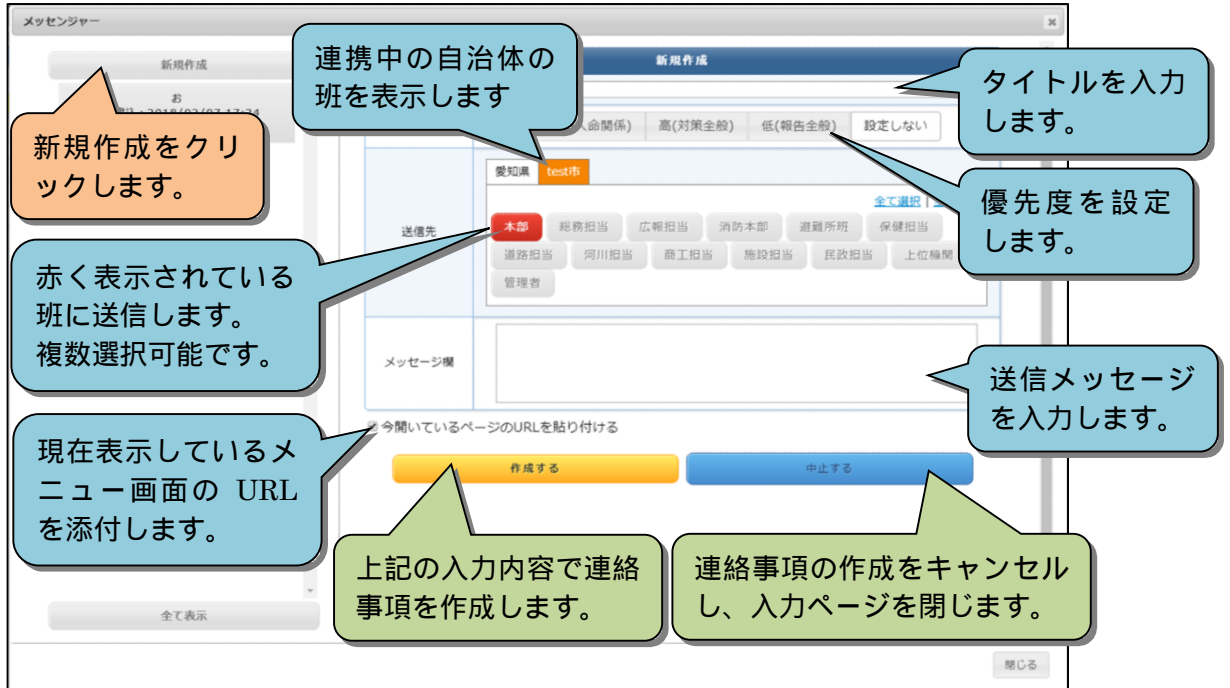 メッセンジャー
新規作成
新規作成
お
2018/02/07 17:24
新規作成をクリ
ックします。
連携中の自治体の
班を表示します
タイトルを入力
します。
人命関係) 高(対策全般) 低(報告全般) 設定しない
優先度を設定
します。
愛知県 test市
全て選択
送信先
本部 総務担当 広報担当 消防本部 避難所班 保健担当
道路担当 河川担当 商工担当 施設担当 民政担当 上位機関
管理者
赤く表示されている
班に送信します。
複数選択可能です。
メッセージ欄
送信メッセージ
を入力します。
今開いているページのURLを貼り付ける
現在表示しているメ
ニュー画面の URL
を添付します。
作成する 中止する
上記の入力内容で連絡
事項を作成します。
連絡事項の作成をキャンセル
し、入力ページを閉じます。
全て表示
閉じる